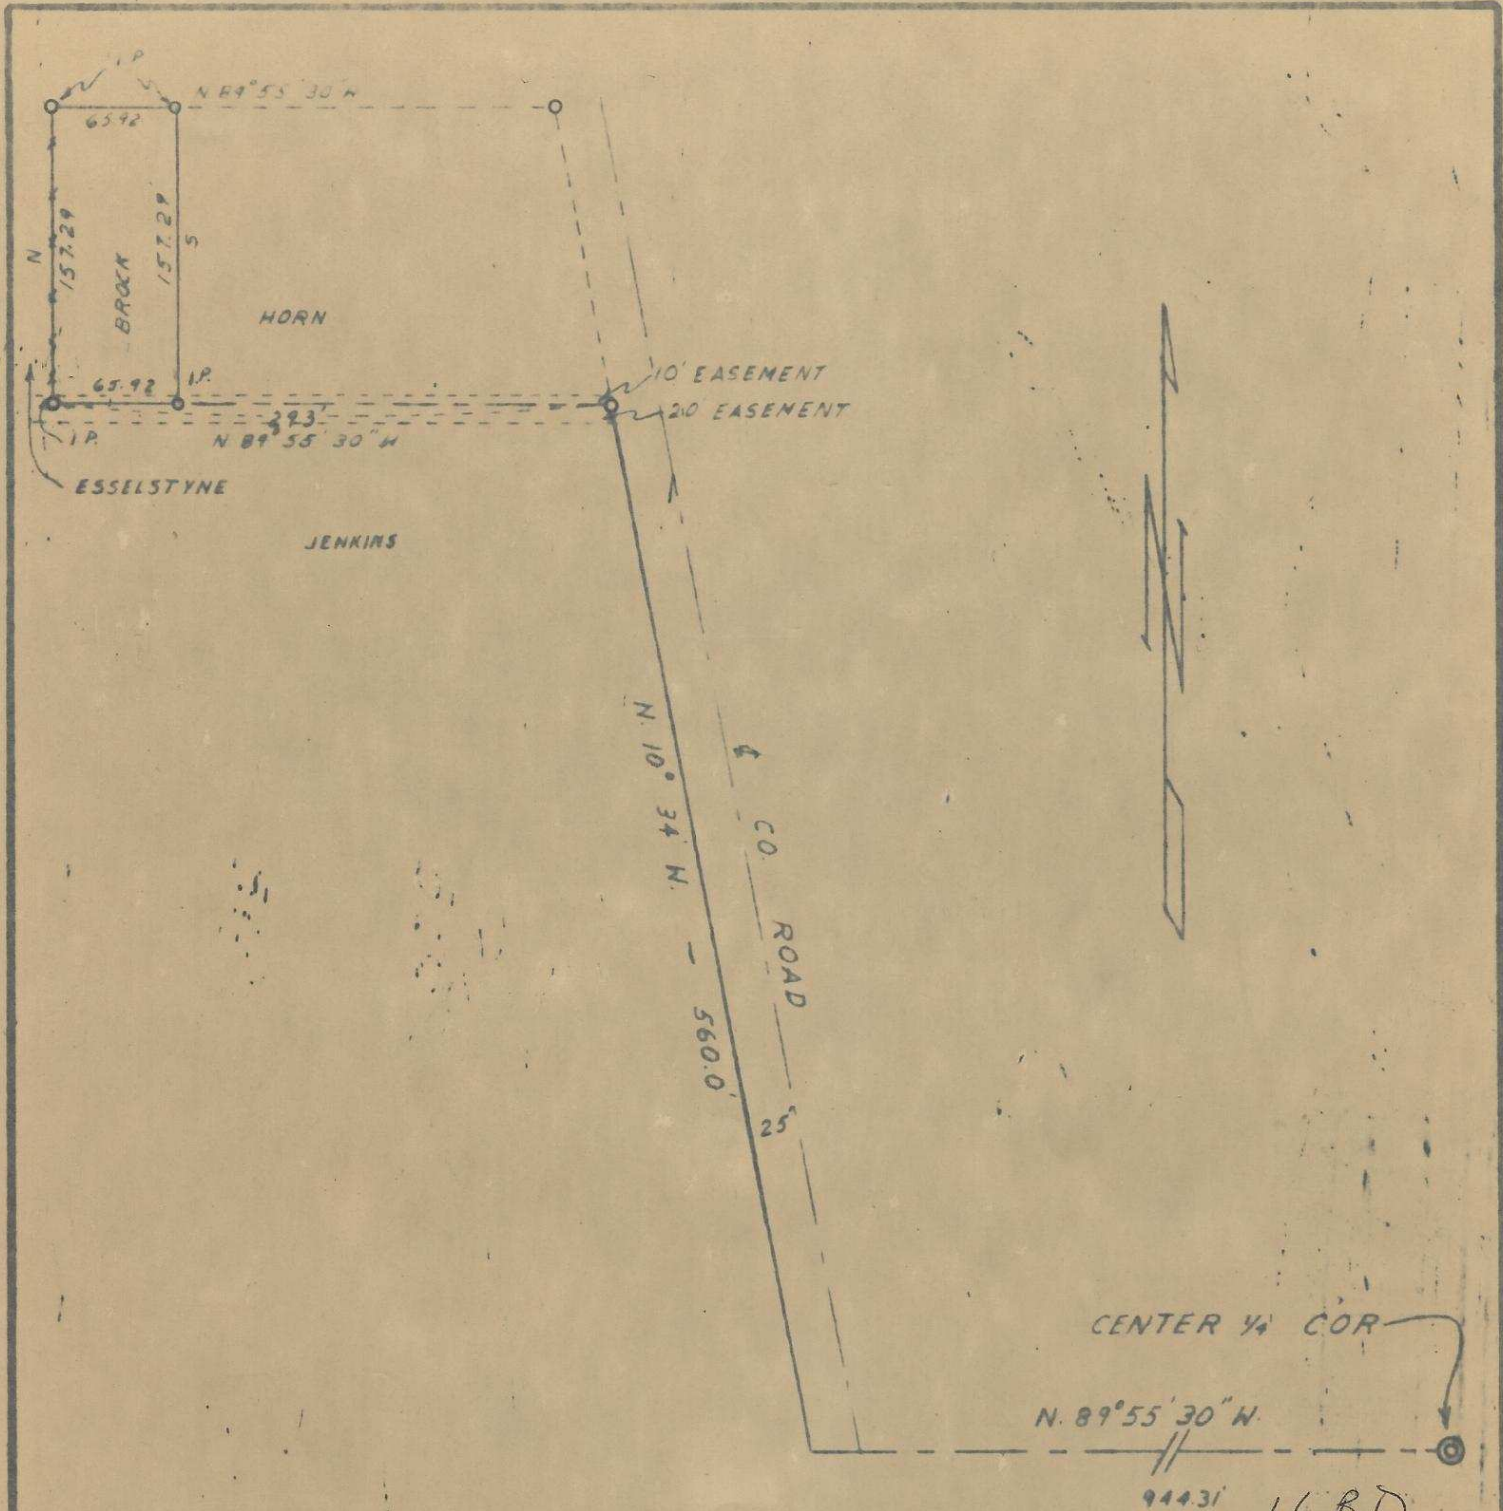 I.P.
N 89° 55' 30" W
65.92
157.29
N
157.29
S
BROCK
HORN
65.92
I.P.
10' EASEMENT
20 EASEMENT
293'
I.P.
N 89° 55' 30" W
ESSELSTYNE
JENKINS
N. 10° 34' W. — 560.0'
℄ CO. ROAD
25'
CENTER 1/4 COR
N. 89° 55' 30" W.
944.31'